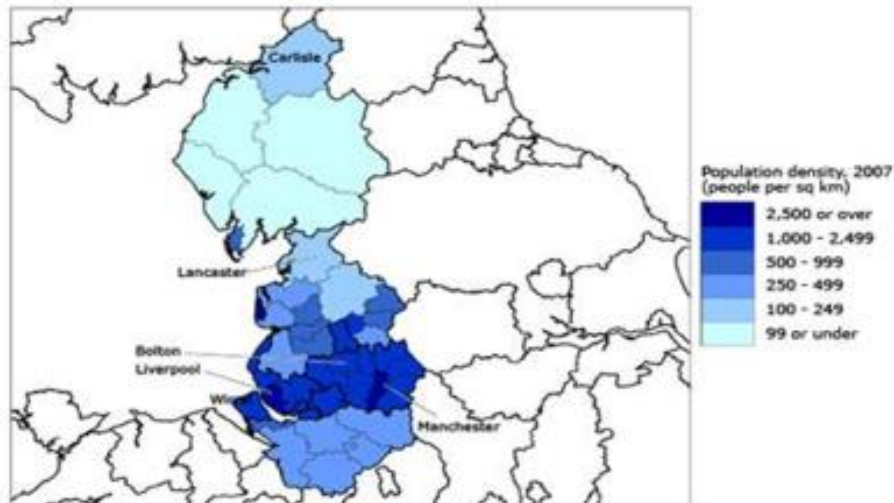 Carlisle
Population density, 2007
(people per sq km)
2,500 or over
1,000 - 2,499
500 - 999
250 - 499
100 - 249
99 or under
Lancaster
Bolton
Liverpool
Manchester